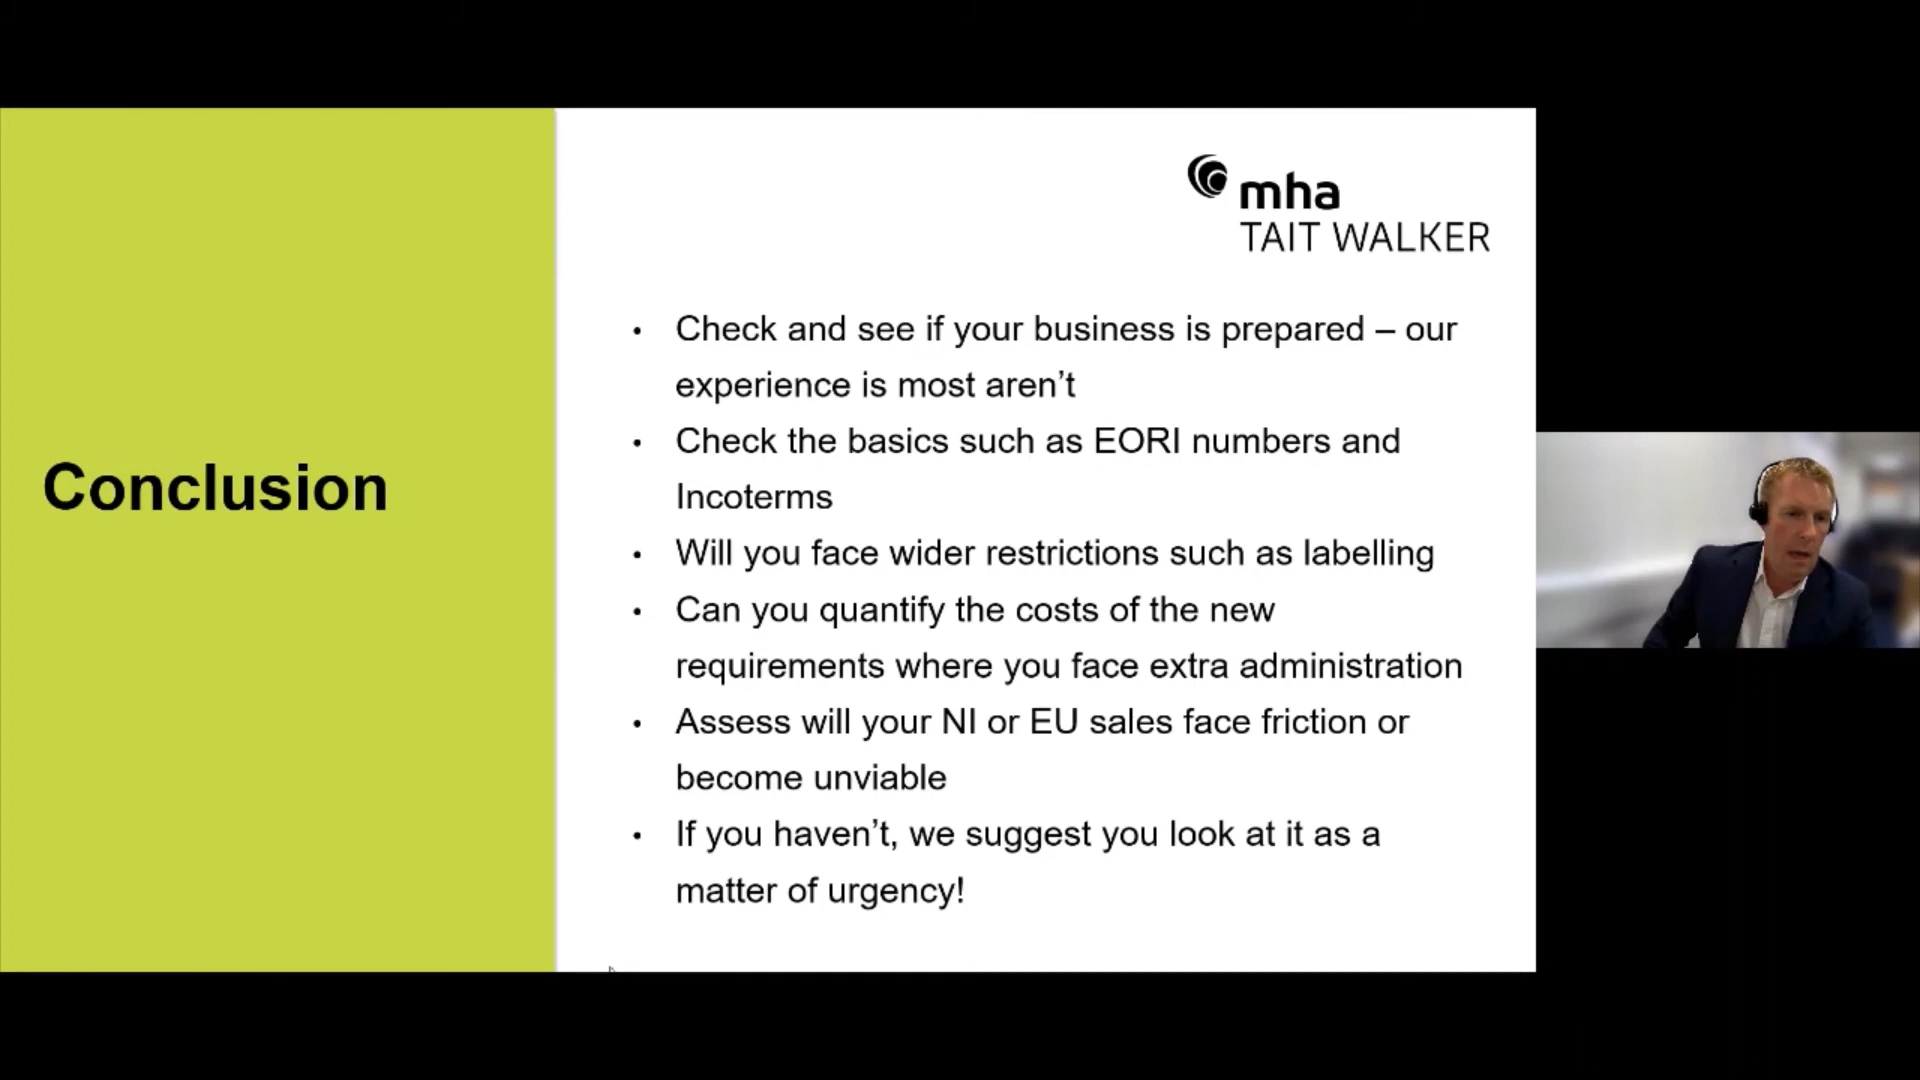 mha
TAIT WALKER
Conclusion
• Check and see if your business is prepared – our
experience is most aren’t
• Check the basics such as EORI numbers and
Incoterms
• Will you face wider restrictions such as labelling
• Can you quantify the costs of the new
requirements where you face extra administration
• Assess will your NI or EU sales face friction or
become unviable
• If you haven’t, we suggest you look at it as a
matter of urgency!